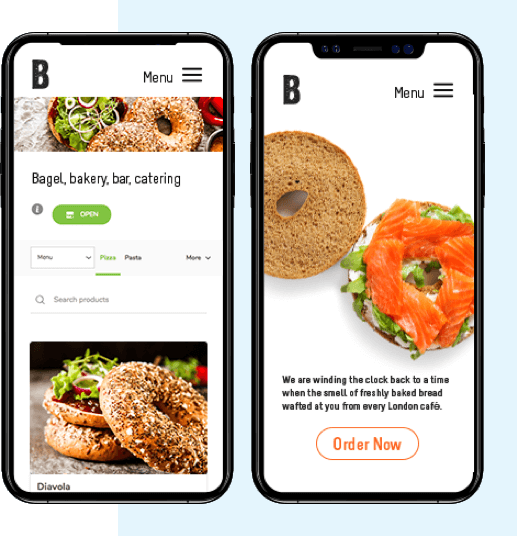 B
Menu
Bagel, bakery, bar, catering
i
OPEN
Menu
Pizza
Pasta
More
Search products
Diavola
B
Menu
We are winding the clock back to a time
when the smell of freshly baked bread
wafted at you from every London café.
Order Now